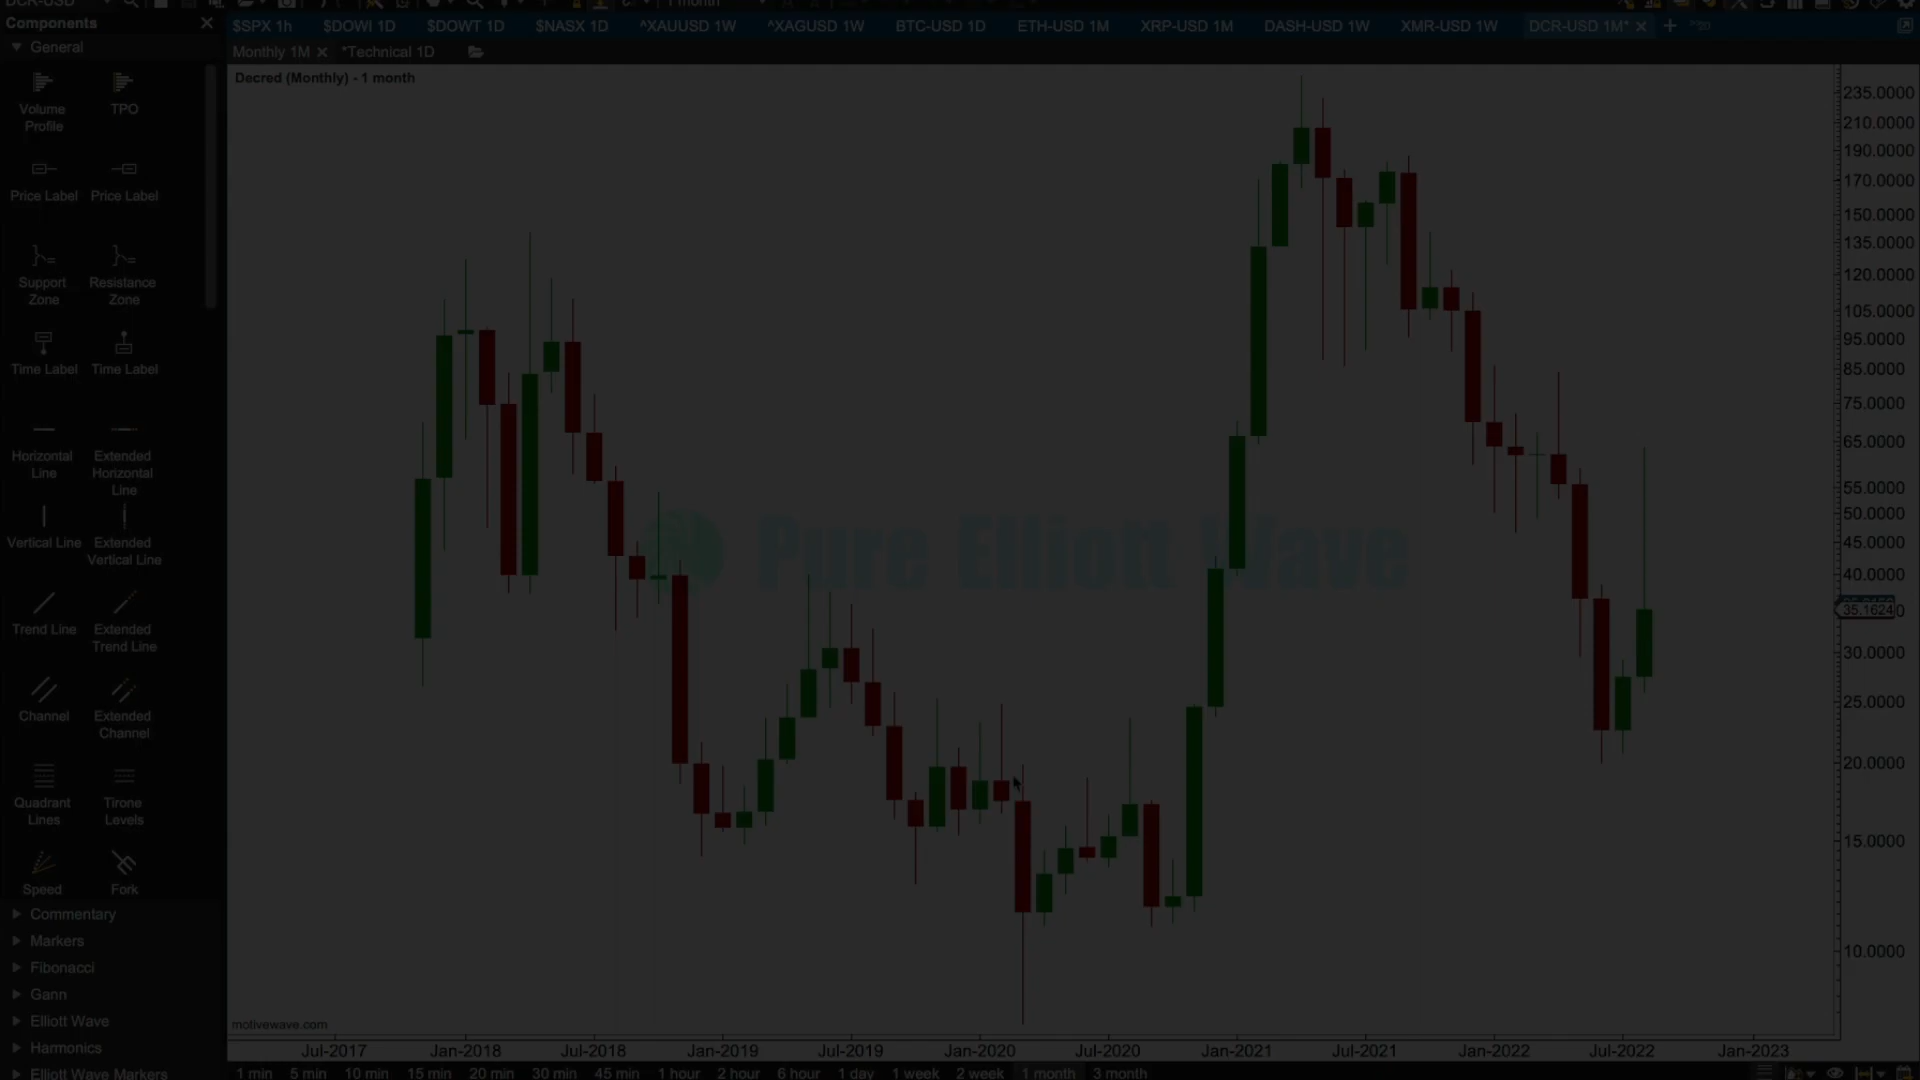 DCR-USD
1 month
Components
$SPX 1h
$DOWI 1D
$DOWT 1D
$NASX 1D
^XAUUSD 1W
^XAGUSD 1W
BTC-USD 1D
ETH-USD 1M
XRP-USD 1M
DASH-USD 1W
XMR-USD 1W
DCR-USD 1M*
General
Monthly 1M
*Technical 1D
Decred (Monthly) - 1 month
Volume
Profile
TPO
Price Label
Price Label
Support
Zone
Resistance
Zone
Time Label
Time Label
Horizontal
Line
Extended
Horizontal
Line
Vertical Line
Extended
Vertical Line
Trend Line
Extended
Trend Line
Channel
Extended
Channel
Quadrant
Lines
Tirone
Levels
Speed
Fork
Commentary
Markers
Fibonacci
Gann
Elliott Wave
Harmonics
Elliott Wave Markers
Pure Elliott Wave
235.0000
210.0000
190.0000
170.0000
150.0000
135.0000
120.0000
105.0000
95.0000
85.0000
75.0000
65.0000
55.0000
50.0000
45.0000
40.0000
35.1624
30.0000
25.0000
20.0000
15.0000
10.0000
motivewave.com
Jul-2017
Jan-2018
Jul-2018
Jan-2019
Jul-2019
Jan-2020
Jul-2020
Jan-2021
Jul-2021
Jan-2022
Jul-2022
Jan-2023
1 min
5 min
10 min
15 min
20 min
30 min
45 min
1 hour
2 hour
6 hour
1 day
1 week
2 week
1 month
3 month